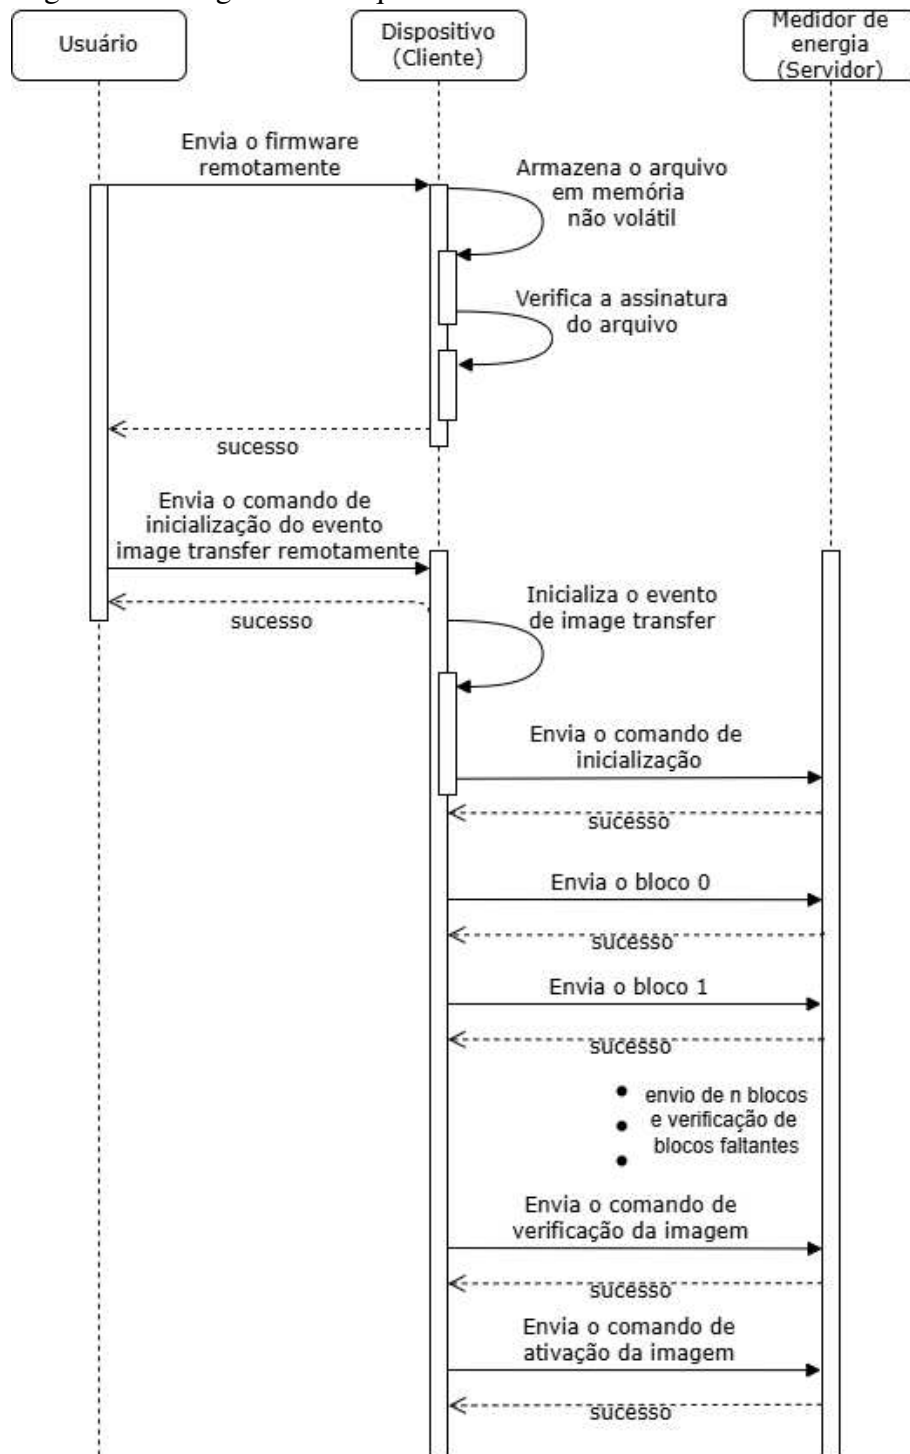 Usuário
Dispositivo
(Cliente)
Medidor de
energia
(Servidor)
Envia o firmware
remotamente
Armazena o arquivo
em memória
não volátil
Verifica a assinatura
do arquivo
sucesso
Envia o comando de
inicialização do evento
image transfer remotamente
sucesso
Inicializa o evento
de image transfer
Envia o comando de
inicialização
sucesso
Envia o bloco 0
sucesso
Envia o bloco 1
sucesso
envio de n blocos
e verificação de
blocos faltantes
Envia o comando de
verificação da imagem
sucesso
Envia o comando de
ativação da imagem
sucesso